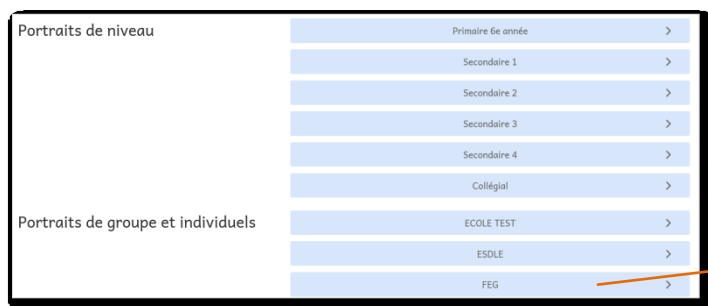 Portraits de niveau
Primaire 6e année
Secondaire 1
Secondaire 2
Secondaire 3
Secondaire 4
Collégial
Portraits de groupe et individuels
ECOLE TEST
ESDLE
FEG